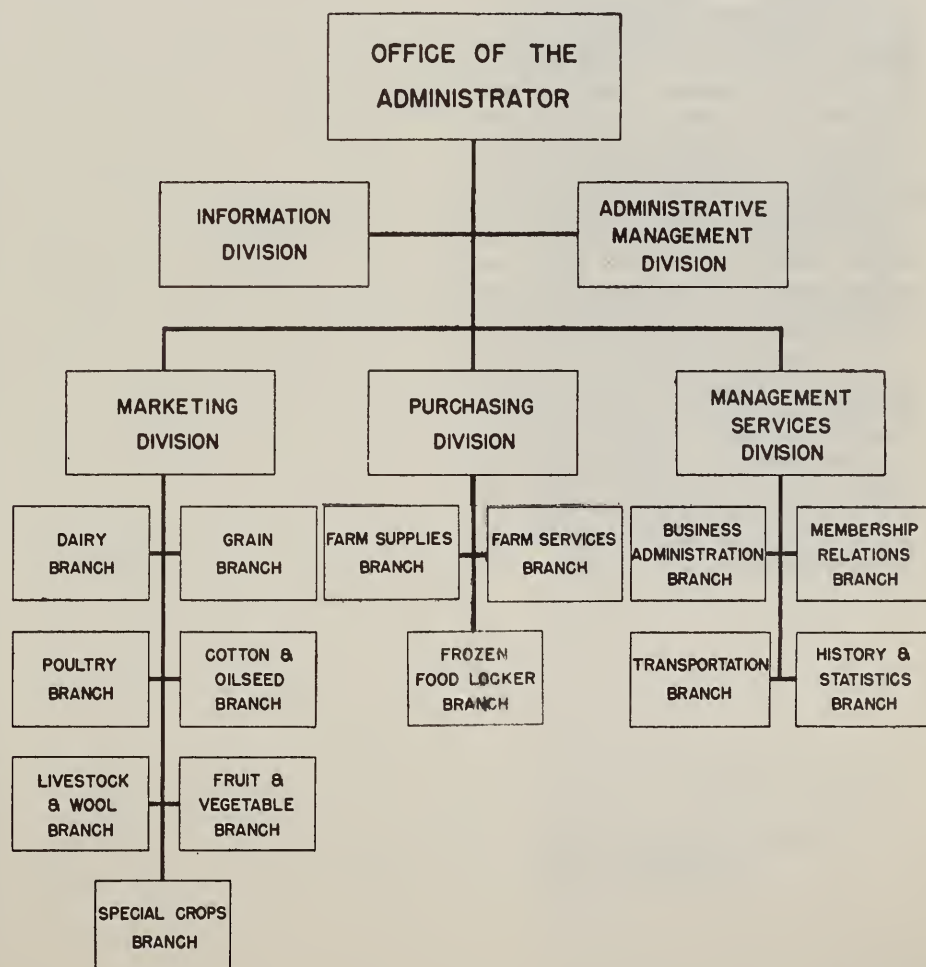 OFFICE OF THE
ADMINISTRATOR
INFORMATION
DIVISION
ADMINISTRATIVE
MANAGEMENT
DIVISION
MARKETING
DIVISION
PURCHASING
DIVISION
MANAGEMENT
SERVICES
DIVISION
DAIRY
BRANCH
GRAIN
BRANCH
FARM SUPPLIES
BRANCH
FARM SERVICES
BRANCH
BUSINESS
ADMINISTRATION
BRANCH
MEMBERSHIP
RELATIONS
BRANCH
POULTRY
BRANCH
COTTON &
OILSEED
BRANCH
FROZEN
FOOD LOCKER
BRANCH
TRANSPORTATION
BRANCH
HISTORY &
STATISTICS
BRANCH
LIVESTOCK
& WOOL
BRANCH
FRUIT &
VEGETABLE
BRANCH
SPECIAL CROPS
BRANCH